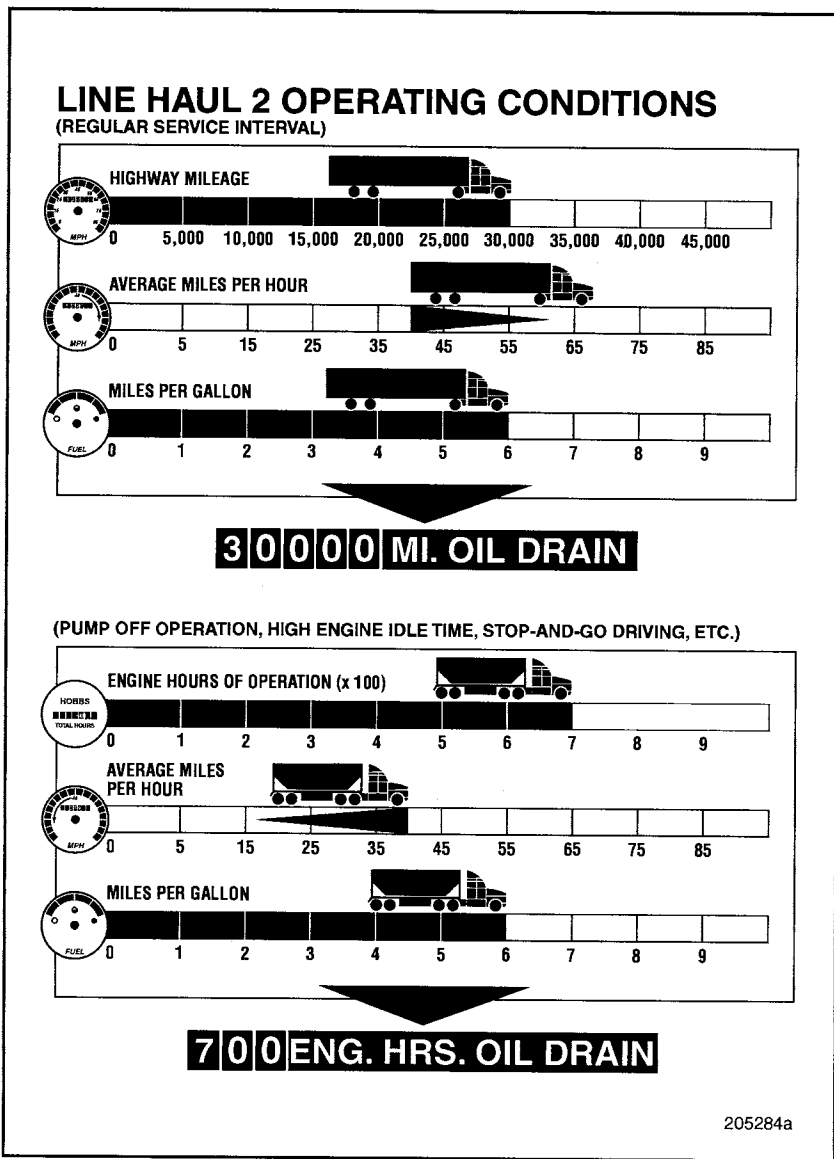 LINE HAUL 2 OPERATING CONDITIONS
(REGULAR SERVICE INTERVAL)
HIGHWAY MILEAGE
MPH
0 5,000 10,000 15,000 20,000 25,000 30,000 35,000 40,000 45,000
AVERAGE MILES PER HOUR
MPH
0 5 15 25 35 45 55 65 75 85
MILES PER GALLON
FUEL
0 1 2 3 4 5 6 7 8 9
30000 MI. OIL DRAIN
(PUMP OFF OPERATION, HIGH ENGINE IDLE TIME, STOP-AND-GO DRIVING, ETC.)
ENGINE HOURS OF OPERATION (x 100)
HOBBS
TOTAL HOURS
0 1 2 3 4 5 6 7 8 9
AVERAGE MILES
PER HOUR
MPH
0 5 15 25 35 45 55 65 75 85
MILES PER GALLON
FUEL
0 1 2 3 4 5 6 7 8 9
700 ENG. HRS. OIL DRAIN
205284a